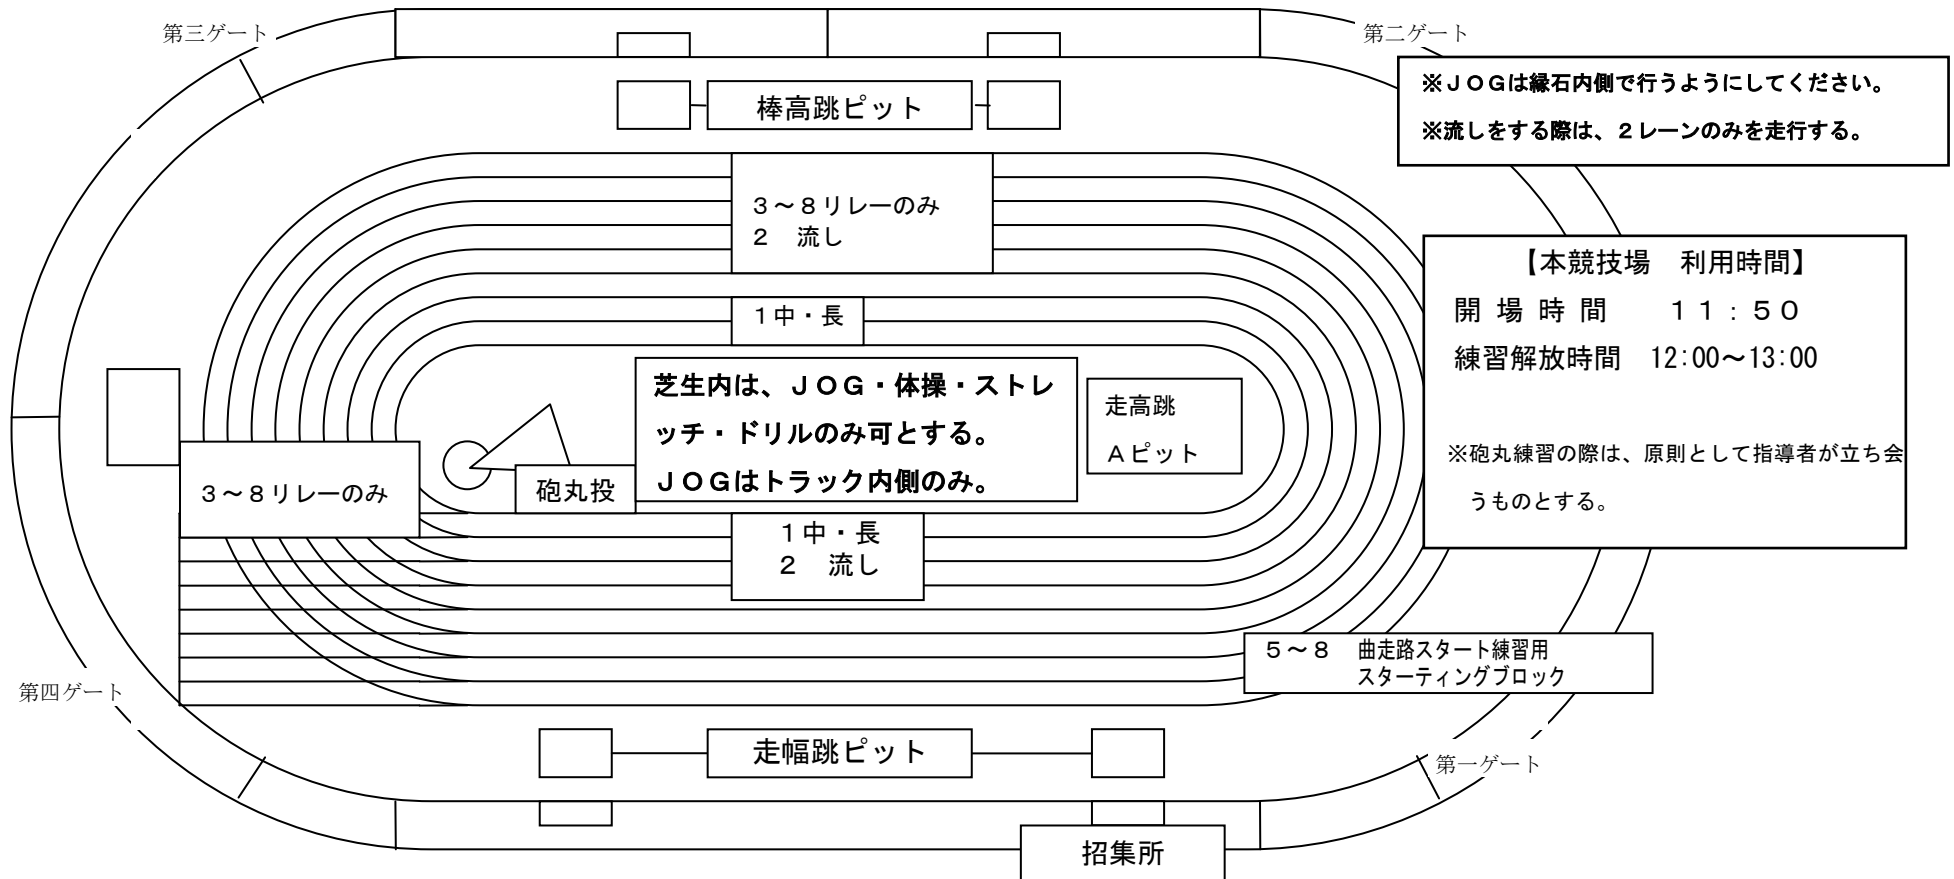 第三ゲート
第二ゲート
※ＪＯＧは縁石内側で行うようにしてください。
※流しをする際は、２レーンのみを走行する。
棒高跳ピット
３～８リレーのみ
２　流し
【本競技場　利用時間】
開 場 時 間　　１１：５０
練習解放時間　12:00～13:00
※砲丸練習の際は、原則として指導者が立ち会
うものとする。
１中・長
芝生内は、ＪＯＧ・体操・ストレ
ッチ・ドリルのみ可とする。
ＪＯＧはトラック内側のみ。
走高跳
Ａピット
３～８リレーのみ
砲丸投
１中・長
２　流し
５～８　曲走路スタート練習用
スターティングブロック
第四ゲート
走幅跳ピット
第一ゲート
招集所